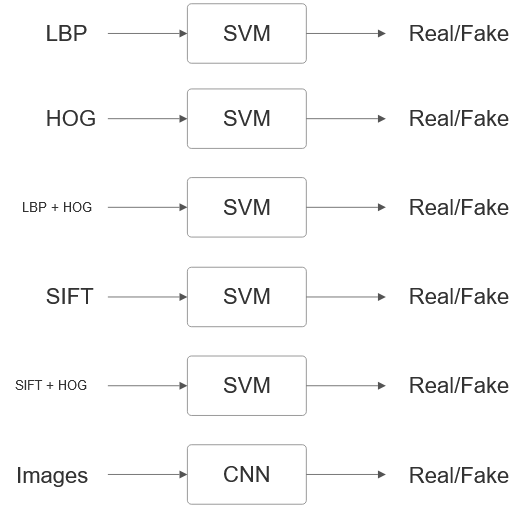 LBP SVM Real/Fake
HOG SVM Real/Fake
LBP + HOG SVM Real/Fake
SIFT SVM Real/Fake
SIFT + HOG SVM Real/Fake
Images CNN Real/Fake